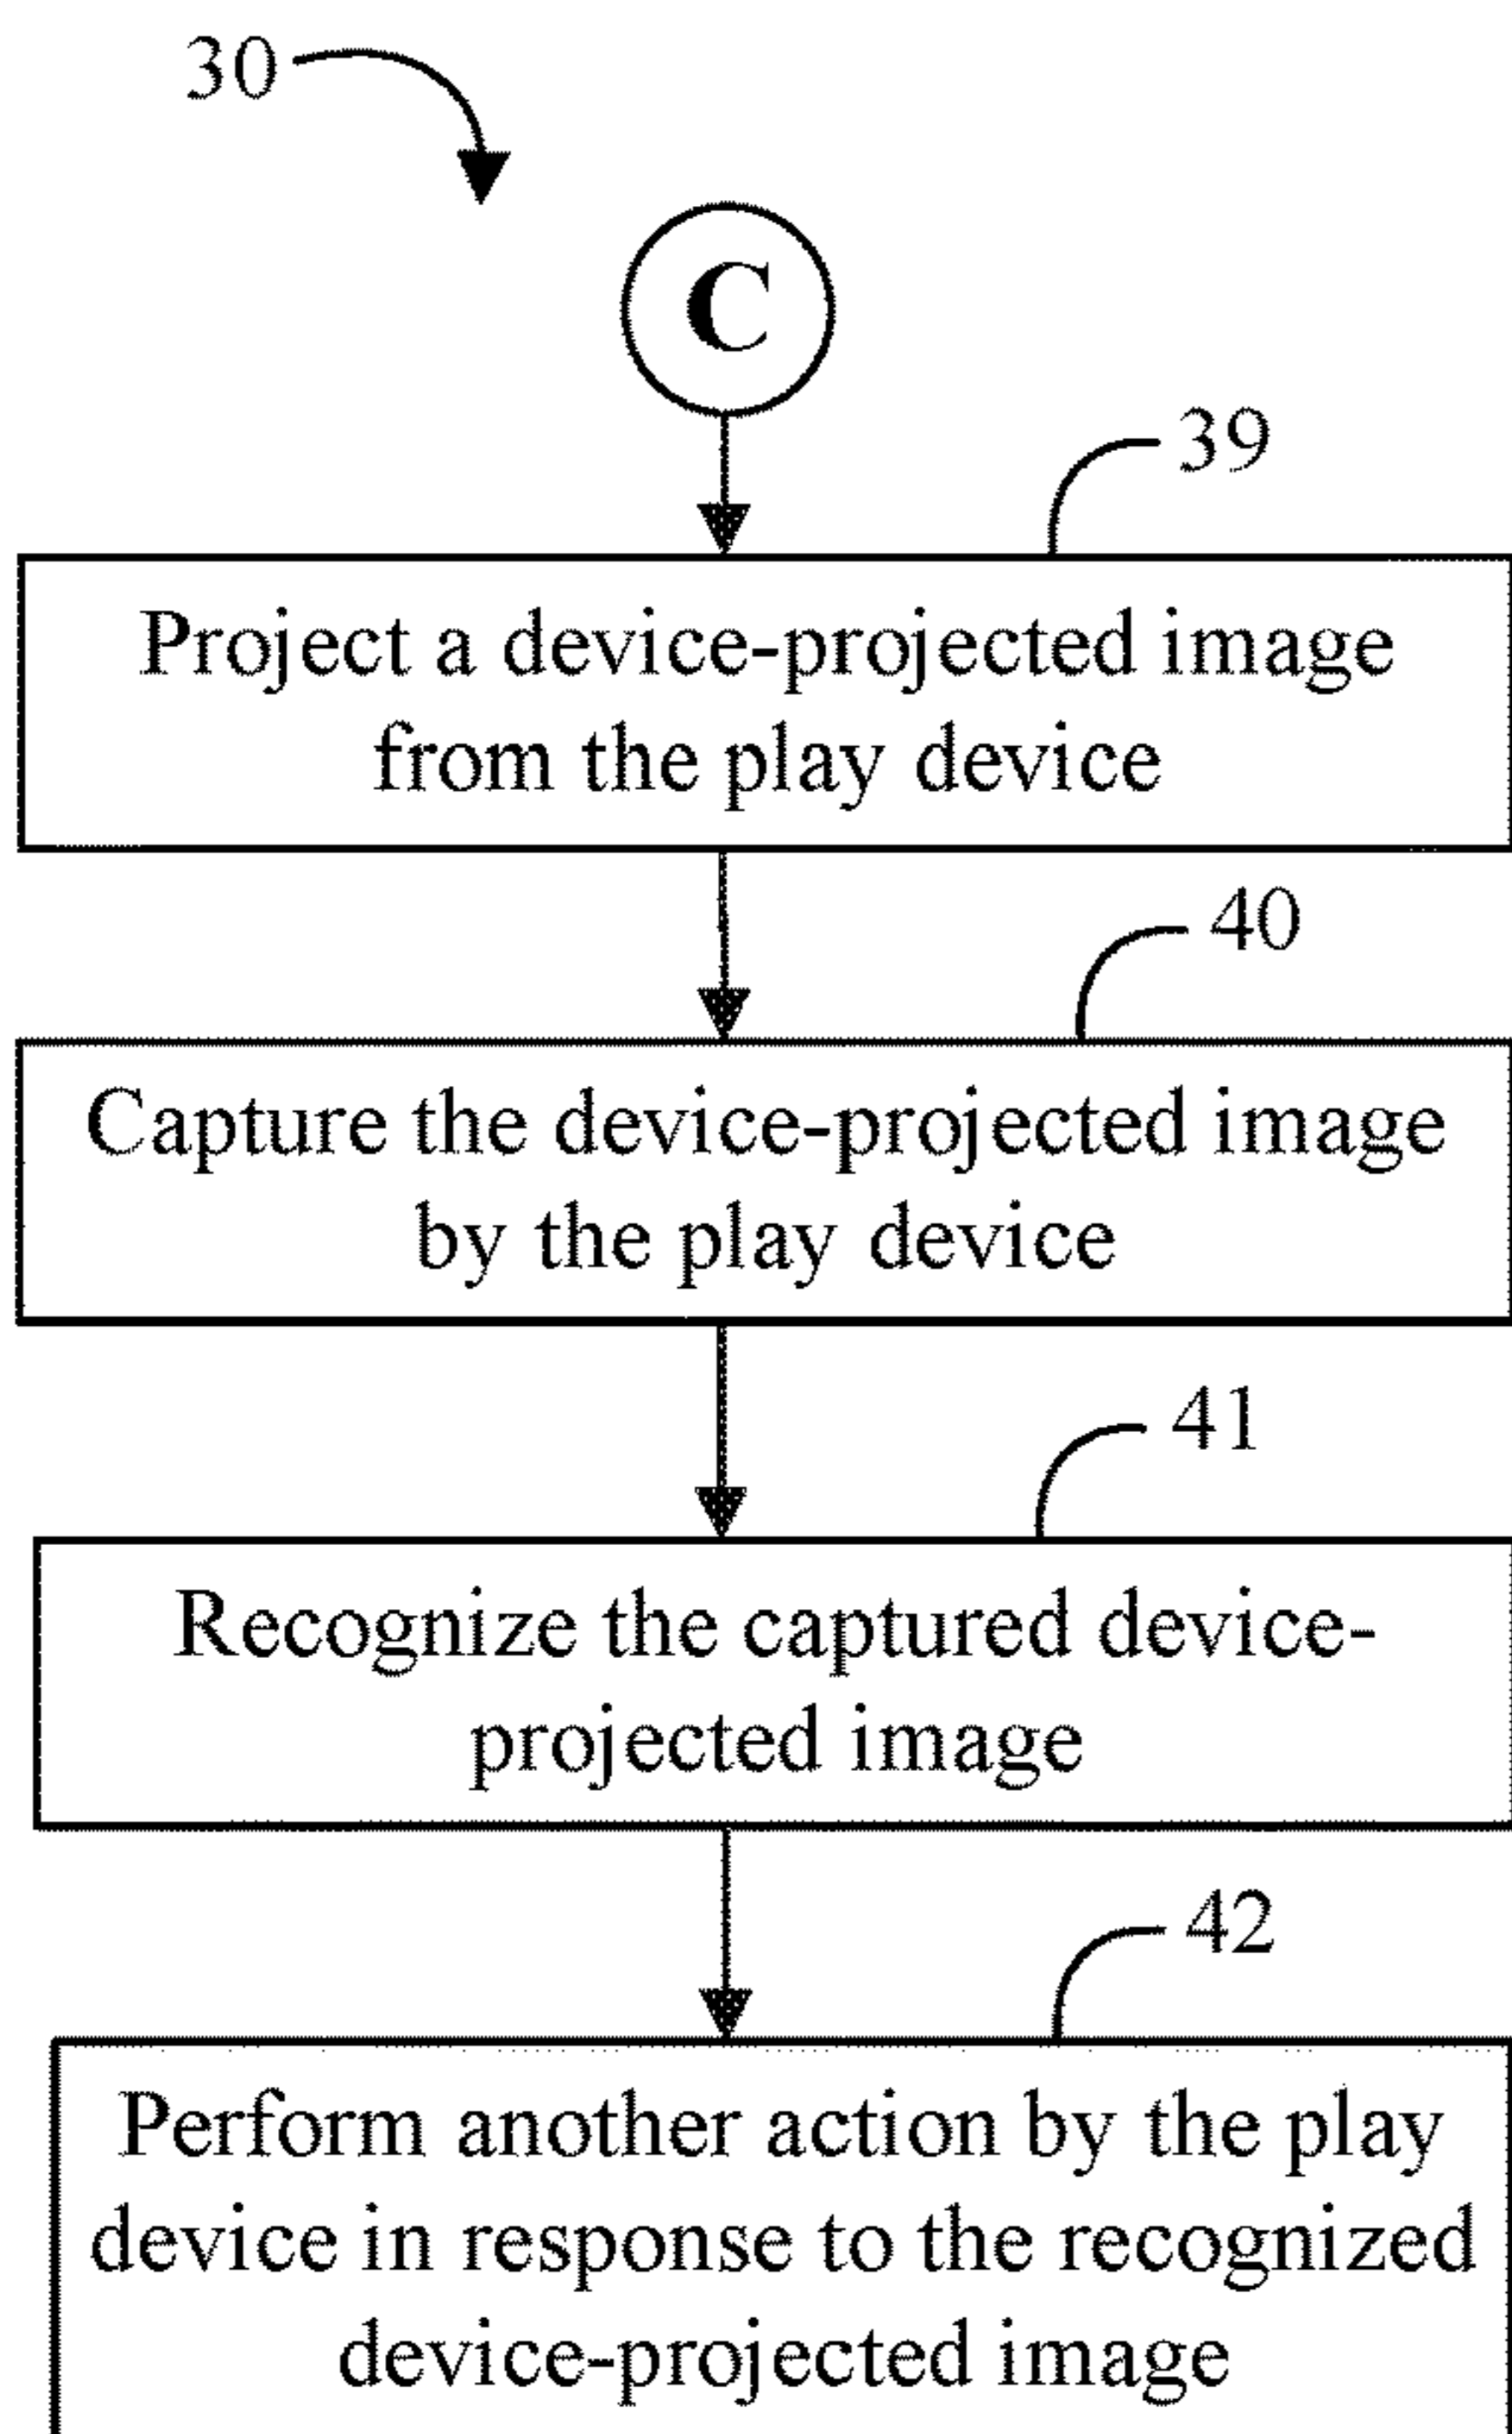 30
C
39
Project a device-projected image
from the play device
40
Capture the device-projected image
by the play device
41
Recognize the captured device-
projected image
42
Perform another action by the play
device in response to the recognized
device-projected image